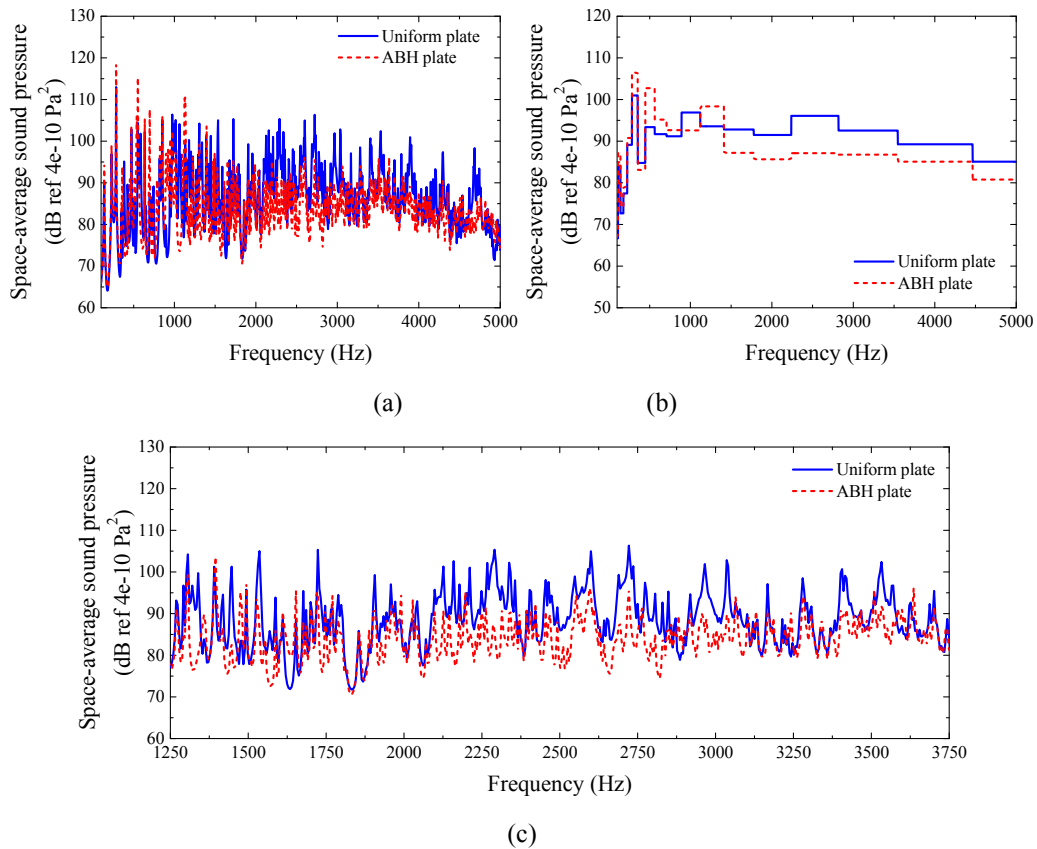 130
120
110
100
90
80
70
60
1000
2000
3000
4000
5000
Space-average sound pressure
(dB ref 4e-10 Pa²)
Frequency (Hz)
Uniform plate
ABH plate
(a)
120
110
100
90
80
70
60
50
1000
2000
3000
4000
5000
Space-average sound pressure
(dB ref 4e-10 Pa²)
Frequency (Hz)
Uniform plate
ABH plate
(b)
130
120
110
100
90
80
70
60
1250
1500
1750
2000
2250
2500
2750
3000
3250
3500
3750
Space-average sound pressure
(dB ref 4e-10 Pa²)
Frequency (Hz)
Uniform plate
ABH plate
(c)